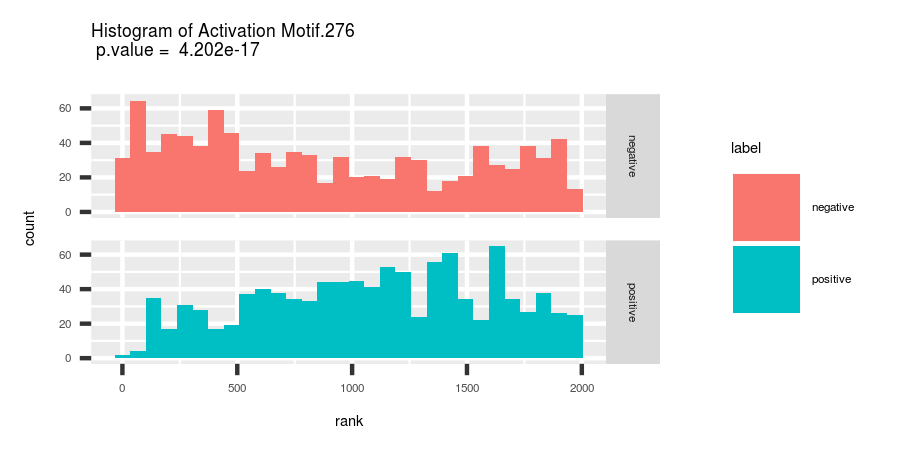 Histogram of Activation Motif.276
p.value = 4.202e-17
count
60
40
20
0
negative
60
40
20
0
positive
0 500 1000 1500 2000
rank
label
negative
positive